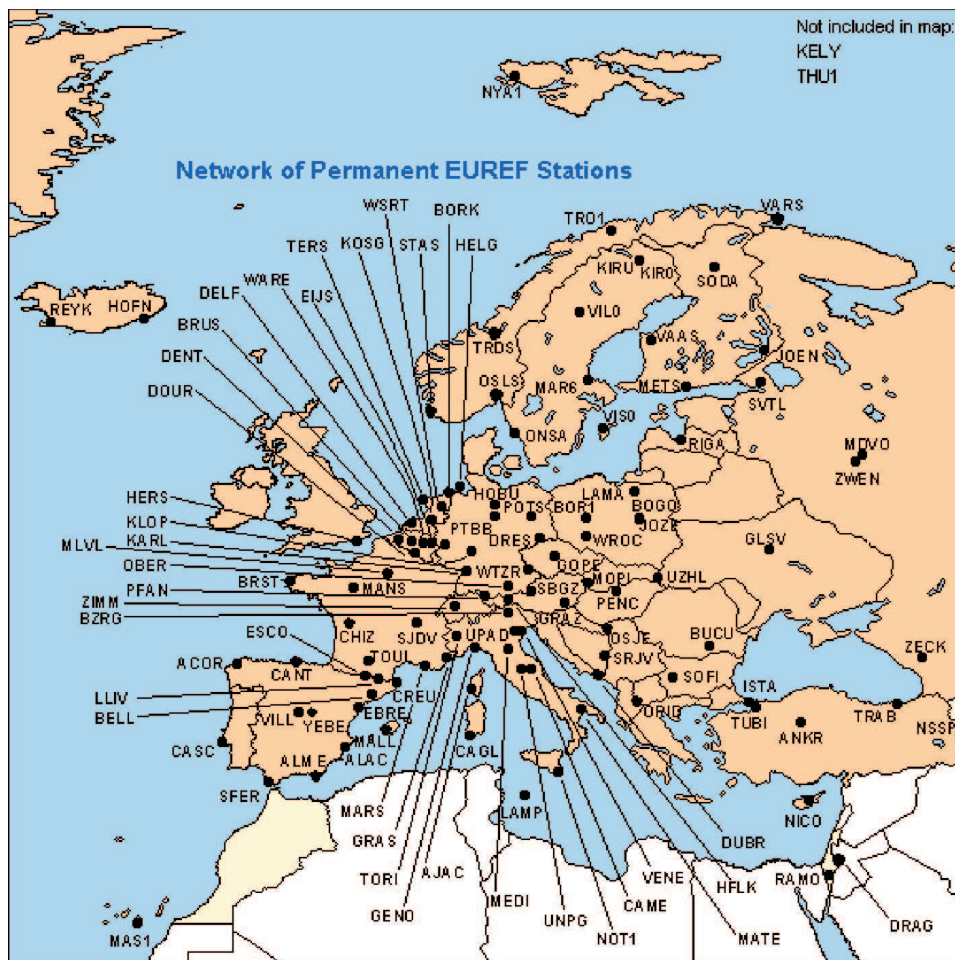 Not included in map:
KELY
THU1
NYA1
Network of Permanent EUREF Stations
WSRT
BORK
VARS
TRO1
TERS
KOSG
STAS
HELG
WARE
EIJS
KIRU
KIR0
SODA
DELF
REYK
HOFN
BRUS
VIL0
TRDS
VAAS
JOEN
DENT
DOUR
OSLS
MAR6
METS
SVTL
ONSA
VIS0
RIGA
MDVO
ZWEN
HERS
HOBU
LAMA
BOGO
KLOP
POTS
BOR1
JOZE
PTBB
KARL
DRES
WROC
GLSV
MLVL
OBER
WTZR
GOPE
BRST
MANS
SBGZ
MOPI
UZHL
PFAN
PENC
ZIMM
BZRG
GRAZ
ESCO
CHIZ
SJDV
UPAD
OSJE
BUCU
ZECK
ACOR
CANT
TOUL
SRJV
SOFI
LLIV
CREU
ISTA
BELL
VILL
YEBE
EBRE
ORID
TUBI
TRAB
ANKR
NSSP
CASC
MALL
CAGL
ALME
ALAC
SFER
MARS
LAMP
NICO
GRAS
DUBR
TORI
AJAC
VENE
HFLK
RAMO
GENO
MEDI
UNPG
CAME
DRAG
NOT1
MATE
MAS1